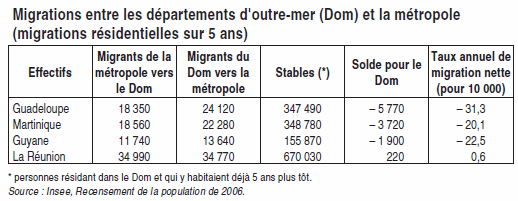 Migrations entre les départements d'outre-mer (Dom) et la métropole
(migrations résidentielles sur 5 ans)
Effectifs | Migrants de la métropole vers le Dom | Migrants du Dom vers la métropole | Stables (*) | Solde pour le Dom | Taux annuel de migration nette (pour 10 000)
Guadeloupe 18 350 24 120 347 490 – 5 770 – 31,3
Martinique 18 560 22 280 348 780 – 3 720 – 20,1
Guyane 11 740 13 640 155 870 – 1 900 – 22,5
La Réunion 34 990 34 770 670 030 220 0,6
* personnes résidant dans le Dom et qui y habitaient déjà 5 ans plus tôt.
Source : Insee, Recensement de la population de 2006.